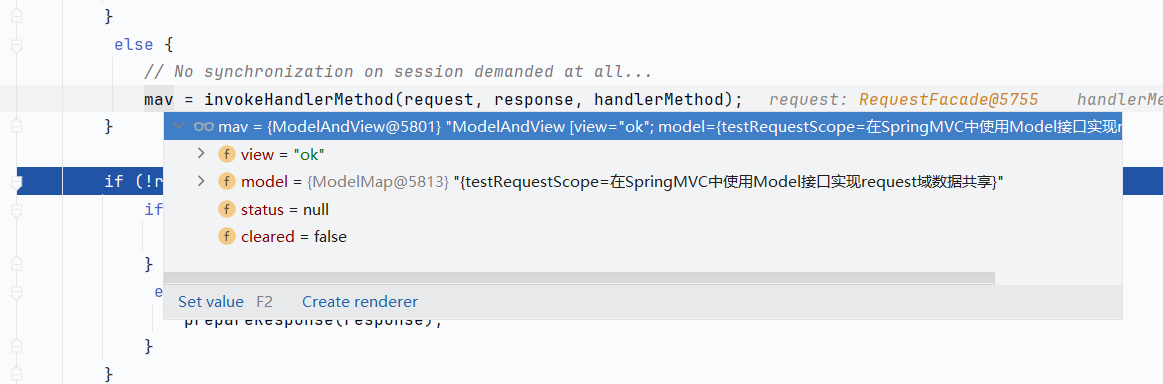 }
else {
// No synchronization on session demanded at all...
mav = invokeHandlerMethod(request, response, handlerMethod); request: RequestFacade@5755 handlerMe
}
mav = {ModelAndView@5801} "ModelAndView [view="ok"; model={testRequestScope=在SpringMVC中使用Model接口实现r
view = "ok"
if (!r
model = {ModelMap@5813} "{testRequestScope=在SpringMVC中使用Model接口实现request域数据共享}"
if
status = null
cleared = false
}
e
Set value F2 Create renderer
prepareResponse(response);
}
}